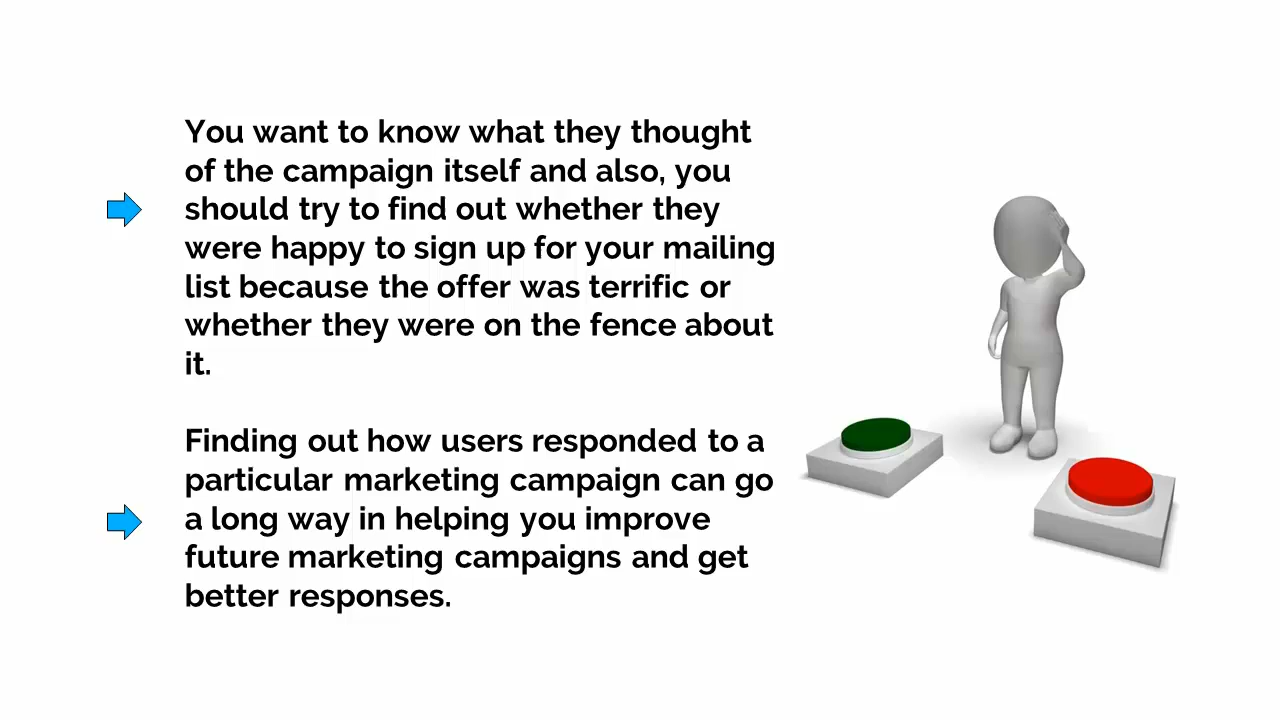 You want to know what they thought
of the campaign itself and also, you
should try to find out whether they
were happy to sign up for your mailing
list because the offer was terrific or
whether they were on the fence about
it.
Finding out how users responded to a
particular marketing campaign can go
a long way in helping you improve
future marketing campaigns and get
better responses.